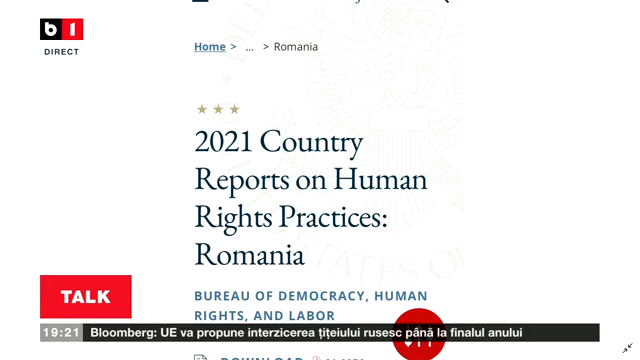 b1
DIRECT
Home > ... > Romania
2021 Country
Reports on Human
Rights Practices:
Romania
BUREAU OF DEMOCRACY, HUMAN
RIGHTS, AND LABOR
TALK
19:21 Bloomberg: UE va propune interzicerea țițeiului rusesc până la finalul anului